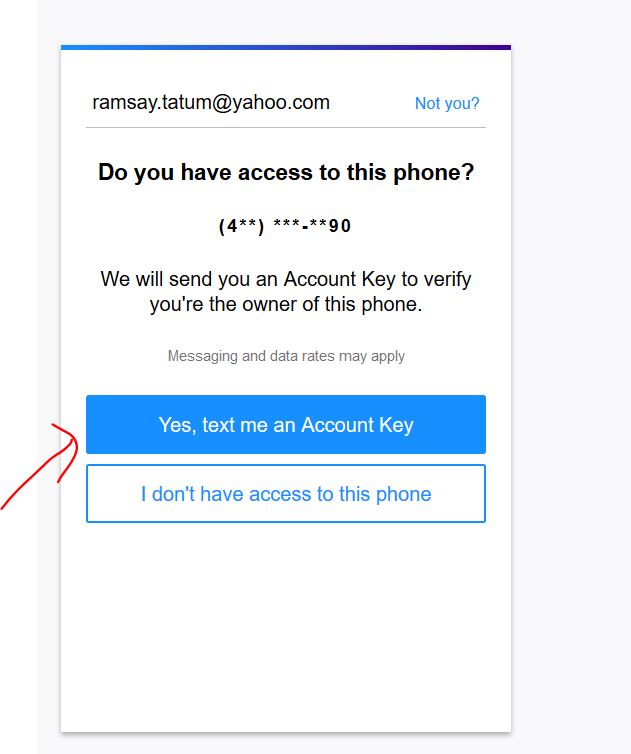 ramsay.tatum@yahoo.com Not you?
Do you have access to this phone?
(4**) ***-**90
We will send you an Account Key to verify
you're the owner of this phone.
Messaging and data rates may apply
Yes, text me an Account Key
I don't have access to this phone